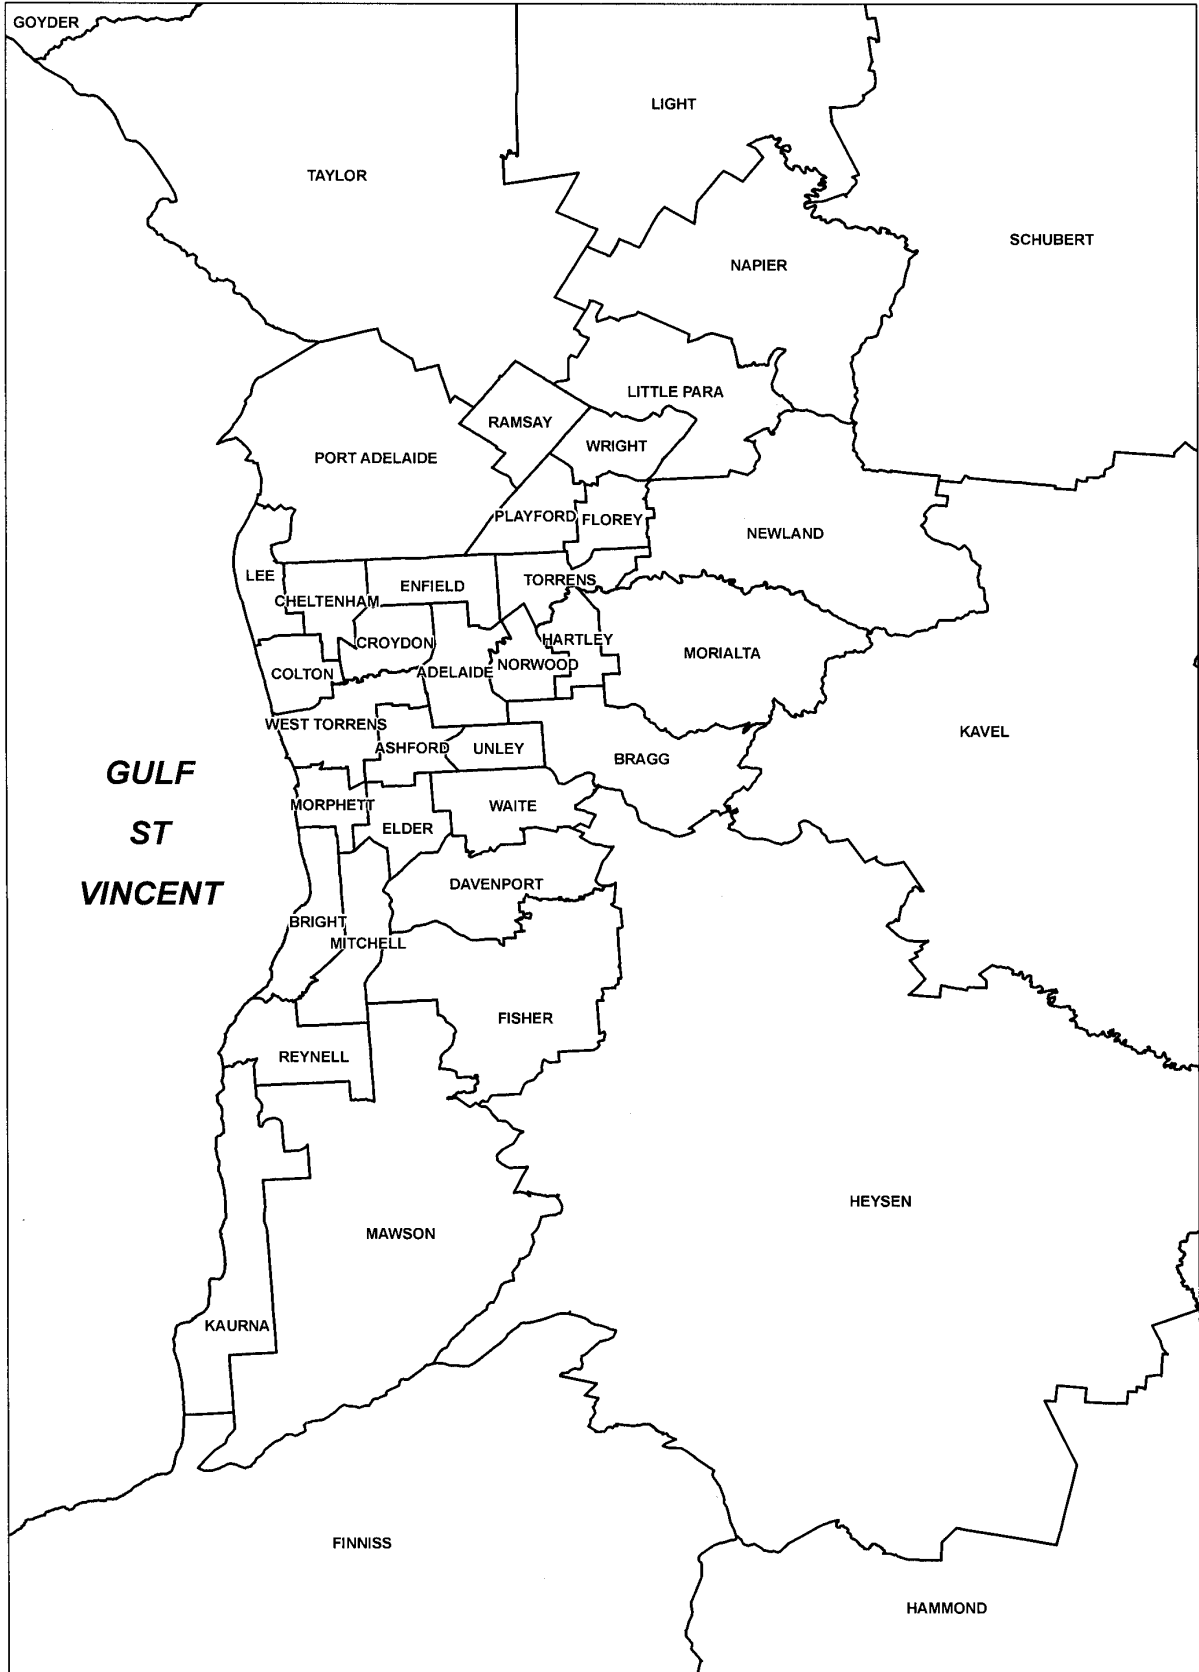 GOYDER
LIGHT
TAYLOR
SCHUBERT
NAPIER
LITTLE PARA
RAMSAY
WRIGHT
PORT ADELAIDE
PLAYFORD
FLOREY
NEWLAND
LEE
ENFIELD
TORRENS
CHELTENHAM
CROYDON
HARTLEY
MORIALTA
NORWOOD
COLTON
ADELAIDE
WEST TORRENS
KAVEL
ASHFORD
UNLEY
BRAGG
GULF
ST
VINCENT
MORPHETT
WAITE
ELDER
DAVENPORT
BRIGHT
MITCHELL
FISHER
REYNELL
HEYSEN
MAWSON
KAURNA
FINNISS
HAMMOND